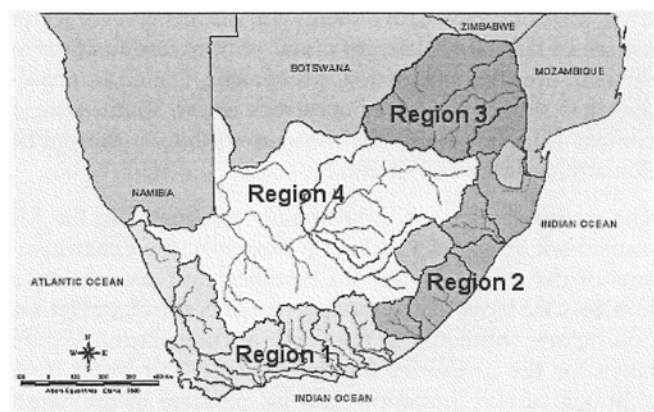 ZIMBABWE
BOTSWANA
MOZAMBIQUE
Region 3
Region 4
NAMIBIA
INDIAN OCEAN
ATLANTIC OCEAN
Region 2
N
W
E
S
Region 1
INDIAN OCEAN